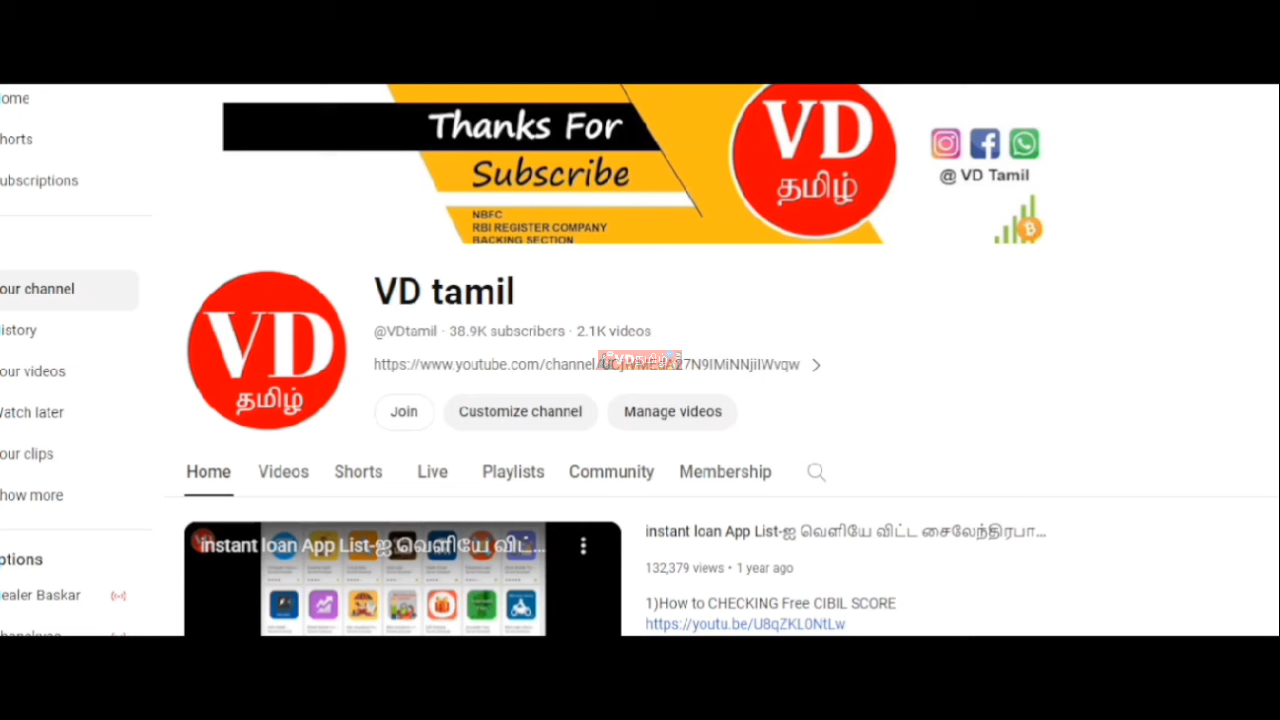 Thanks For
Subscribe
NBFC
RBI REGISTER COMPANY
BACKING SECTION
VD
தமிழ்
@ VD Tamil
ome
horts
ubscriptions
our channel
istory
our videos
atch later
our clips
how more
ptions
ealer Baskar
VD
தமிழ்
VD tamil
@VDtamil · 38.9K subscribers · 2.1K videos
Join
Customize channel
Manage videos
Home
Videos
Shorts
Live
Playlists
Community
Membership
instant loan App List-ஐ வெளியே விட்...
instant loan App List-ஐ வெளியே விட்ட சைலேந்திரபா...
132,379 views • 1 year ago
1)How to CHECKING Free CIBIL SCORE
https://youtu.be/U8qZKL0NtLw